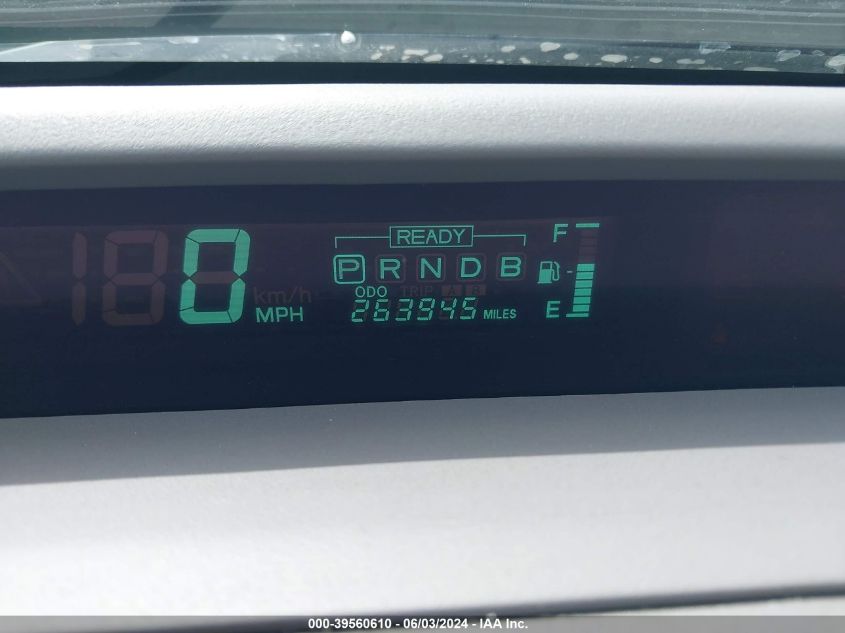 READY
F
P R N D B
0 km/h
MPH
ODO TRIP A B
263945 MILES
E
000-39560610 - 06/03/2024 - IAA Inc.